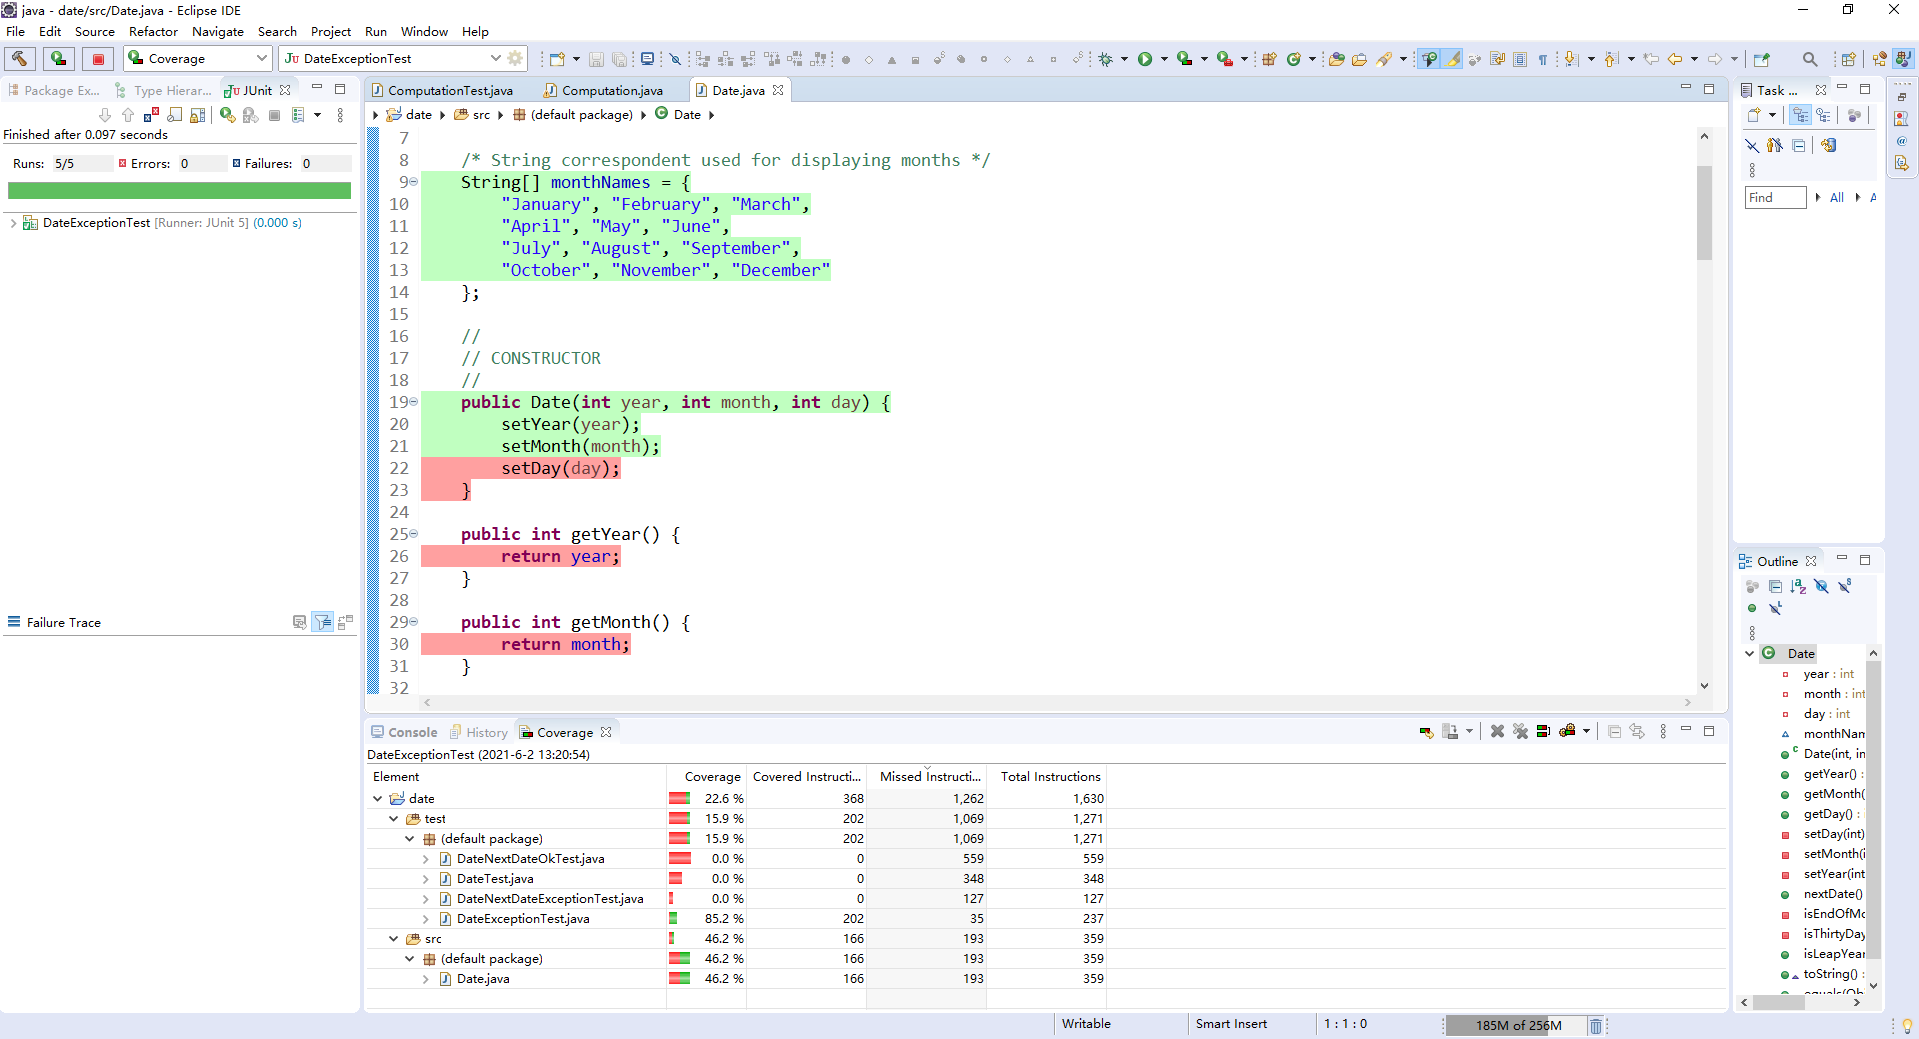 java - date/src/Date.java - Eclipse IDE
File Edit Source Refactor Navigate Search Project Run Window Help
Coverage
DateExceptionTest
Package Ex...
Type Hierar...
JUnit
Finished after 0.097 seconds
Runs: 5/5
Errors: 0
Failures: 0
DateExceptionTest [Runner: JUnit 5] (0.000 s)
Failure Trace
ComputationTest.java
Computation.java
Date.java
date
src
(default package)
Date
7
8 /* String correspondent used for displaying months */
9 String[] monthNames = {
10 "January", "February", "March",
11 "April", "May", "June",
12 "July", "August", "September",
13 "October", "November", "December"
14 };
15
16 //
17 // CONSTRUCTOR
18 //
19 public Date(int year, int month, int day) {
20 setYear(year);
21 setMonth(month);
22 setDay(day);
23 }
24
25 public int getYear() {
26 return year;
27 }
28
29 public int getMonth() {
30 return month;
31 }
32
Task ...
Find
All
A
Outline
Date
year : int
month : int
day : int
monthNam
Date(int, in
getYear() :
getMonth(
getDay() :
setDay(int)
setMonth(i
setYear(int
nextDate()
isEndOfMo
isThirtyDay
isLeapYear
toString() :
equals(Ob
Console
History
Coverage
DateExceptionTest (2021-6-2 13:20:54)
Element Coverage Covered Instructi... Missed Instructi... Total Instructions
date 22.6 % 368 1,262 1,630
test 15.9 % 202 1,069 1,271
(default package) 15.9 % 202 1,069 1,271
DateNextDateOkTest.java 0.0 % 0 559 559
DateTest.java 0.0 % 0 348 348
DateNextDateExceptionTest.java 0.0 % 0 127 127
DateExceptionTest.java 85.2 % 202 35 237
src 46.2 % 166 193 359
(default package) 46.2 % 166 193 359
Date.java 46.2 % 166 193 359
Writable
Smart Insert
1 : 1 : 0
185M of 256M